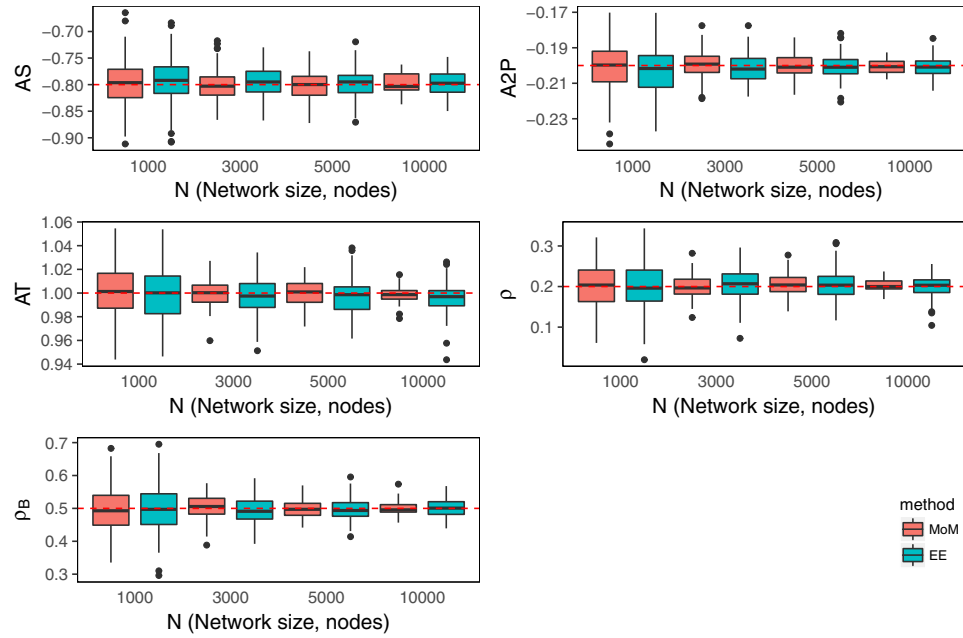 AS
−0.70
−0.75
−0.80
−0.85
−0.90
1000 3000 5000 10000
N (Network size, nodes)
A2P
−0.17
−0.19
−0.21
−0.23
1000 3000 5000 10000
N (Network size, nodes)
AT
1.06
1.04
1.02
1.00
0.98
0.96
0.94
1000 3000 5000 10000
N (Network size, nodes)
ρ
0.3
0.2
0.1
1000 3000 5000 10000
N (Network size, nodes)
ρB
0.7
0.6
0.5
0.4
0.3
1000 3000 5000 10000
N (Network size, nodes)
method
MoM
EE